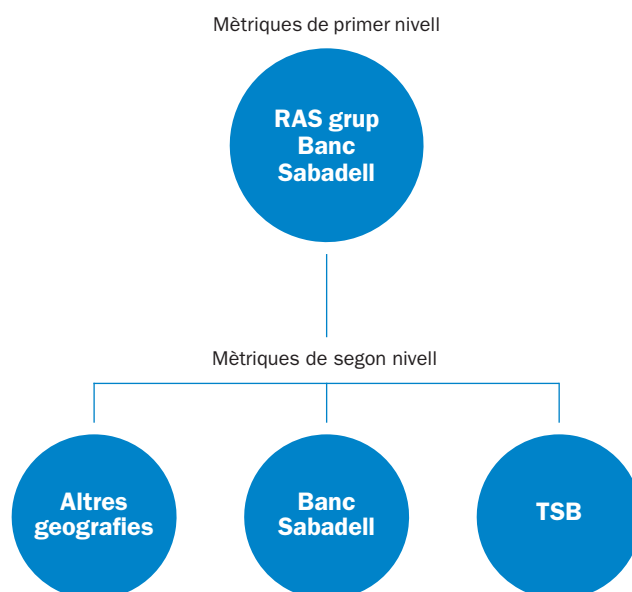 Mètriques de primer nivell
RAS grup
Banc
Sabadell
Mètriques de segon nivell
Altres
geografies
Banc
Sabadell
TSB